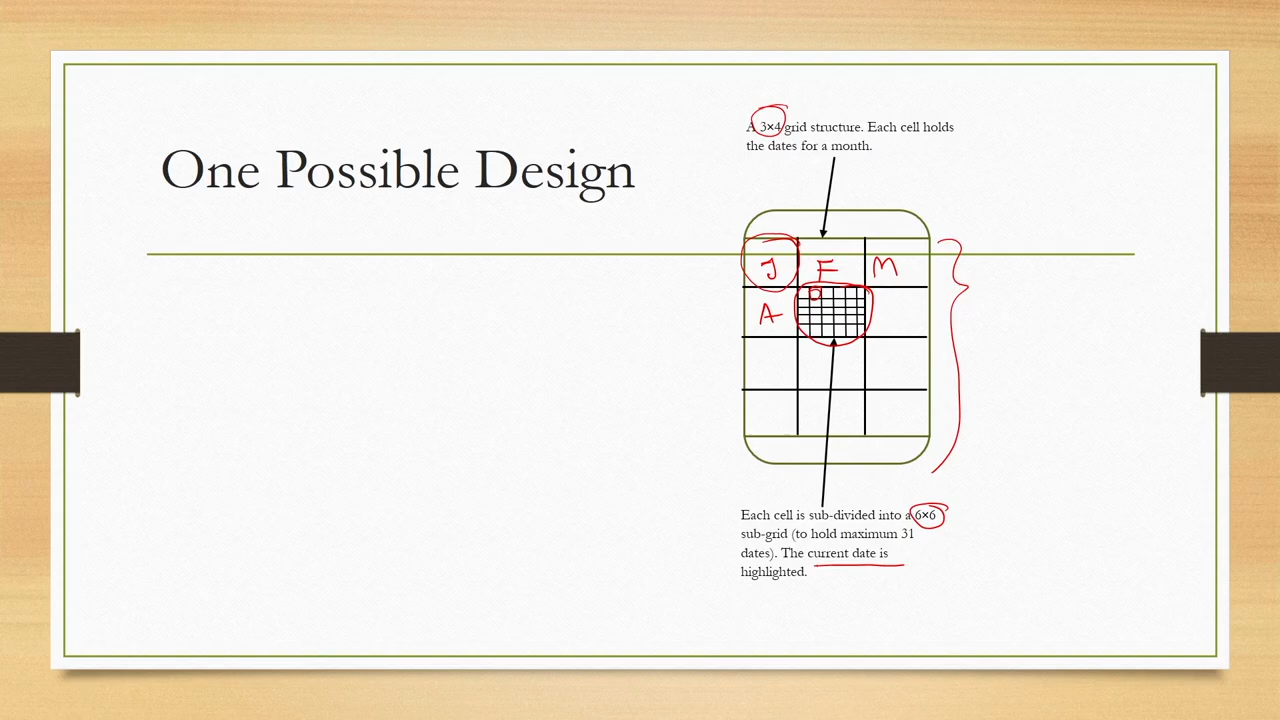 One Possible Design
A 3×4 grid structure. Each cell holds
the dates for a month.
J F M
A
Each cell is sub-divided into a 6×6
sub-grid (to hold maximum 31
dates). The current date is
highlighted.